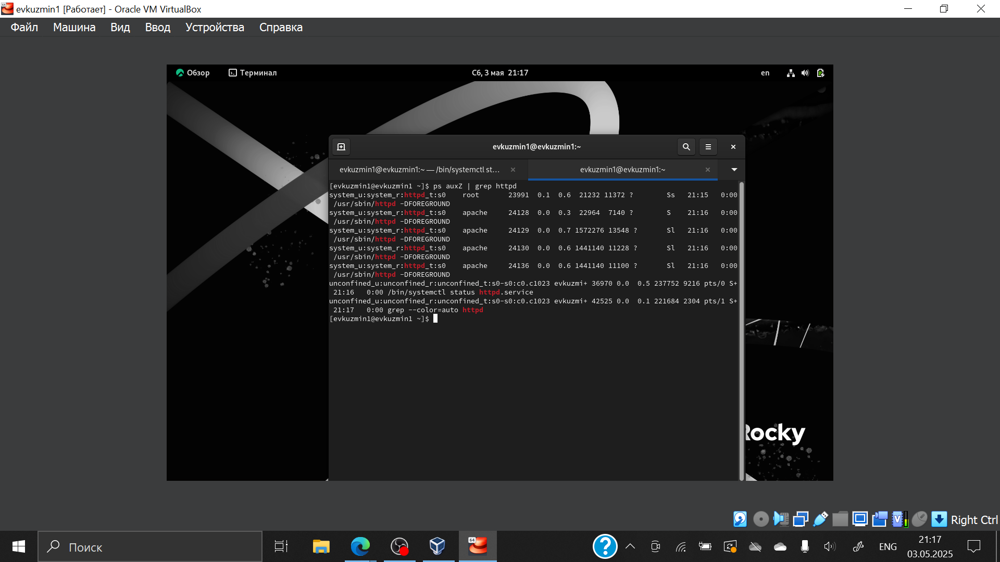 evkuzmin1 [Работает] - Oracle VM VirtualBox
Файл Машина Вид Ввод Устройства Справка
Обзор Терминал Сб, 3 мая 21:17 en
evkuzmin1@evkuzmin1:~
evkuzmin1@evkuzmin1:~ — /bin/systemctl st... evkuzmin1@evkuzmin1:~
[evkuzmin1@evkuzmin1 ~]$ ps auxZ | grep httpd
system_u:system_r:httpd_t:s0 root 23991 0.1 0.6 21232 11372 ? Ss 21:15 0:00
/usr/sbin/httpd -DFOREGROUND
system_u:system_r:httpd_t:s0 apache 24128 0.0 0.3 22964 7140 ? S 21:16 0:00
/usr/sbin/httpd -DFOREGROUND
system_u:system_r:httpd_t:s0 apache 24129 0.0 0.7 1572276 13548 ? Sl 21:16 0:00
/usr/sbin/httpd -DFOREGROUND
system_u:system_r:httpd_t:s0 apache 24130 0.0 0.6 1441140 11228 ? Sl 21:16 0:00
/usr/sbin/httpd -DFOREGROUND
system_u:system_r:httpd_t:s0 apache 24136 0.0 0.6 1441140 11100 ? Sl 21:16 0:00
/usr/sbin/httpd -DFOREGROUND
unconfined_u:unconfined_r:unconfined_t:s0-s0:c0.c1023 evkuzmi+ 36970 0.0 0.5 237752 9216 pts/0 S+
21:16 0:00 /bin/systemctl status httpd.service
unconfined_u:unconfined_r:unconfined_t:s0-s0:c0.c1023 evkuzmi+ 42525 0.0 0.1 221684 2304 pts/1 S+
21:17 0:00 grep --color=auto httpd
[evkuzmin1@evkuzmin1 ~]$
Rocky
Right Ctrl
Поиск
64
ENG
21:17
03.05.2025